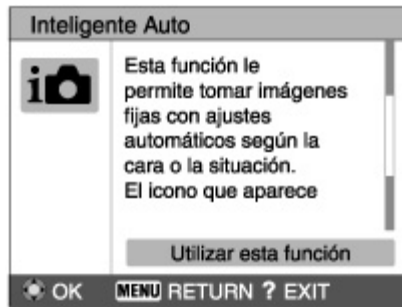 Inteligente Auto
i
Esta función le
permite tomar imágenes
fijas con ajustes
automáticos según la
cara o la situación.
El icono que aparece
Utilizar esta función
OK MENU RETURN ? EXIT